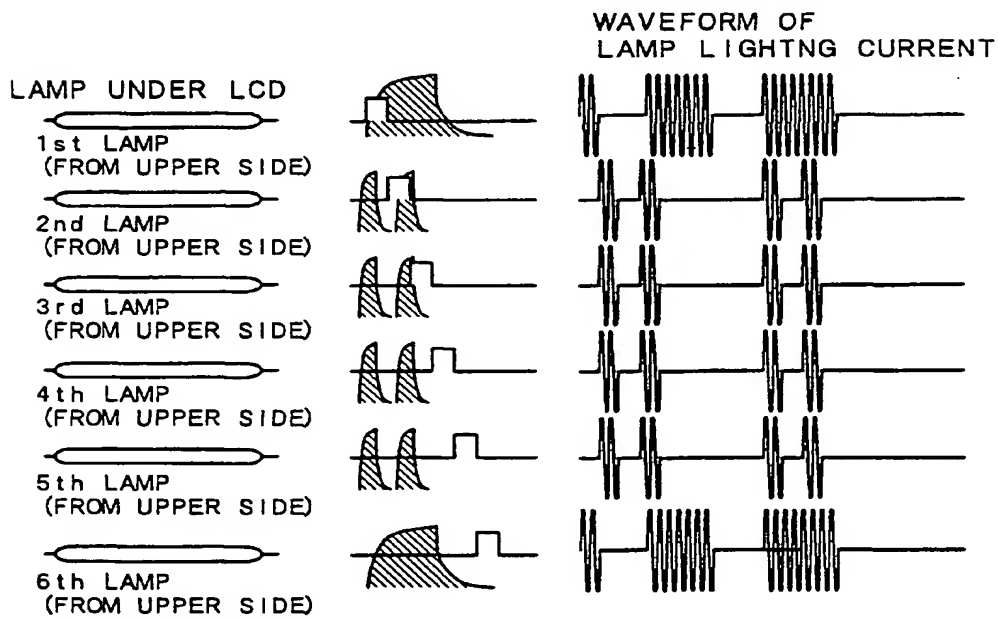 WAVEFORM OF
LAMP LIGHTNG CURRENT
LAMP UNDER LCD
1st LAMP
(FROM UPPER SIDE)
2nd LAMP
(FROM UPPER SIDE)
3rd LAMP
(FROM UPPER SIDE)
4th LAMP
(FROM UPPER SIDE)
5th LAMP
(FROM UPPER SIDE)
6th LAMP
(FROM UPPER SIDE)